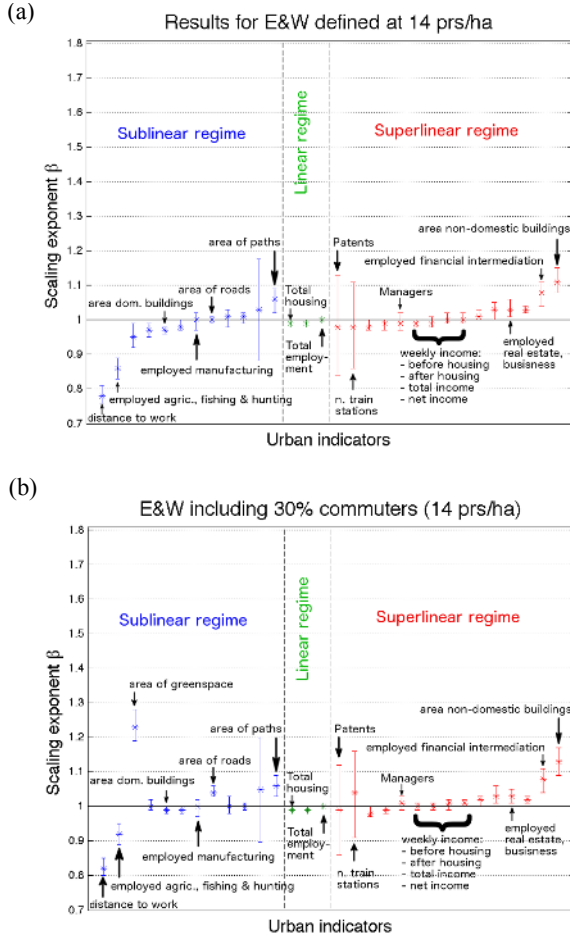 (a)
Results for E&W defined at 14 prs/ha
1.8
1.7
1.6
1.5
1.4
1.3
1.2
1.1
1
0.9
0.8
0.7
Scaling exponent β
Sublinear regime
Linear regime
Superlinear regime
area of paths
area of roads
area dom. buildings
employed manufacturing
employed agric., fishing & hunting
distance to work
Total
housing
Total
employ-
ment
Patents
n. train
stations
Managers
weekly income:
- before housing
- after housing
- total income
- net income
area non-domestic buildings
employed financial intermediation
employed
real estate,
busisness
Urban indicators
(b)
E&W including 30% commuters (14 prs/ha)
1.8
1.7
1.6
1.5
1.4
1.3
1.2
1.1
1
0.9
0.8
0.7
Scaling exponent β
Sublinear regime
Linear regime
Superlinear regime
area of greenspace
area of paths
area of roads
area dom. buildings
employed manufacturing
employed agric., fishing & hunting
distance to work
Total
housing
Total
employ-
ment
Patents
n. train
stations
Managers
weekly income:
- before housing
- after housing
- total income
- net income
area non-domestic buildings
employed financial intermediation
employed
real estate,
busisness
Urban indicators